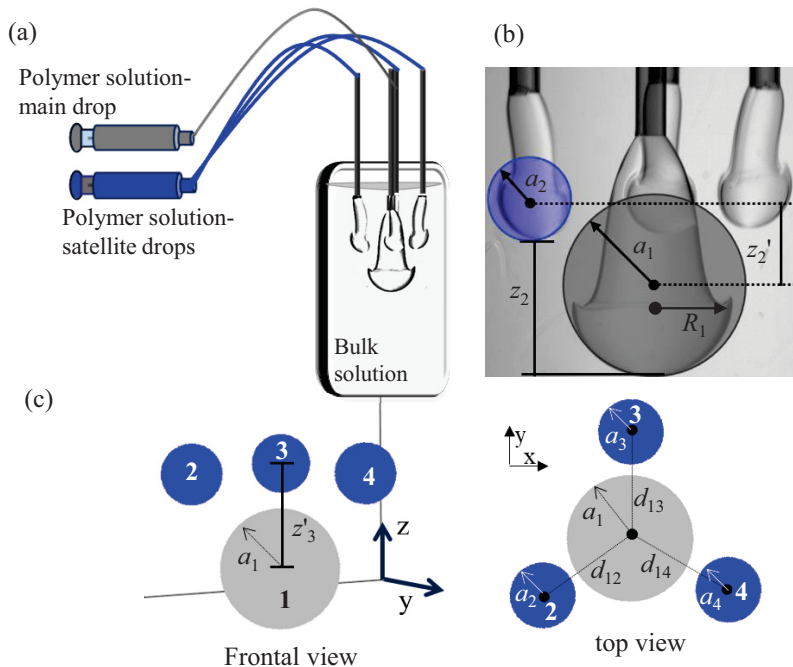 (a)
Polymer solution-
main drop
Polymer solution-
satellite drops
Bulk
solution
(b)
a2
a1
z2
z2'
R1
(c)
2
3
4
z'3
a1
1
z
y
Frontal view
y
x
3
a3
a1
d13
d12
d14
a2
2
a4
4
top view